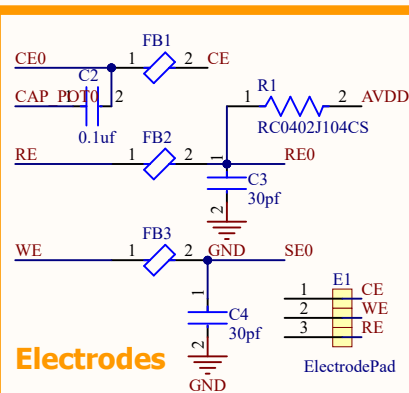 FB1
CE0 1 2 CE
C2
CAP_POT0 1 2
0.1uf
R1
1 2 AVDD
RC0402J104CS
FB2
RE 1 2 RE0
1
C3
30pf
2
FB3
WE 1 2 GND SE0
1
C4
30pf
2
GND
E1
1 CE
2 WE
3 RE
ElectrodePad
Electrodes